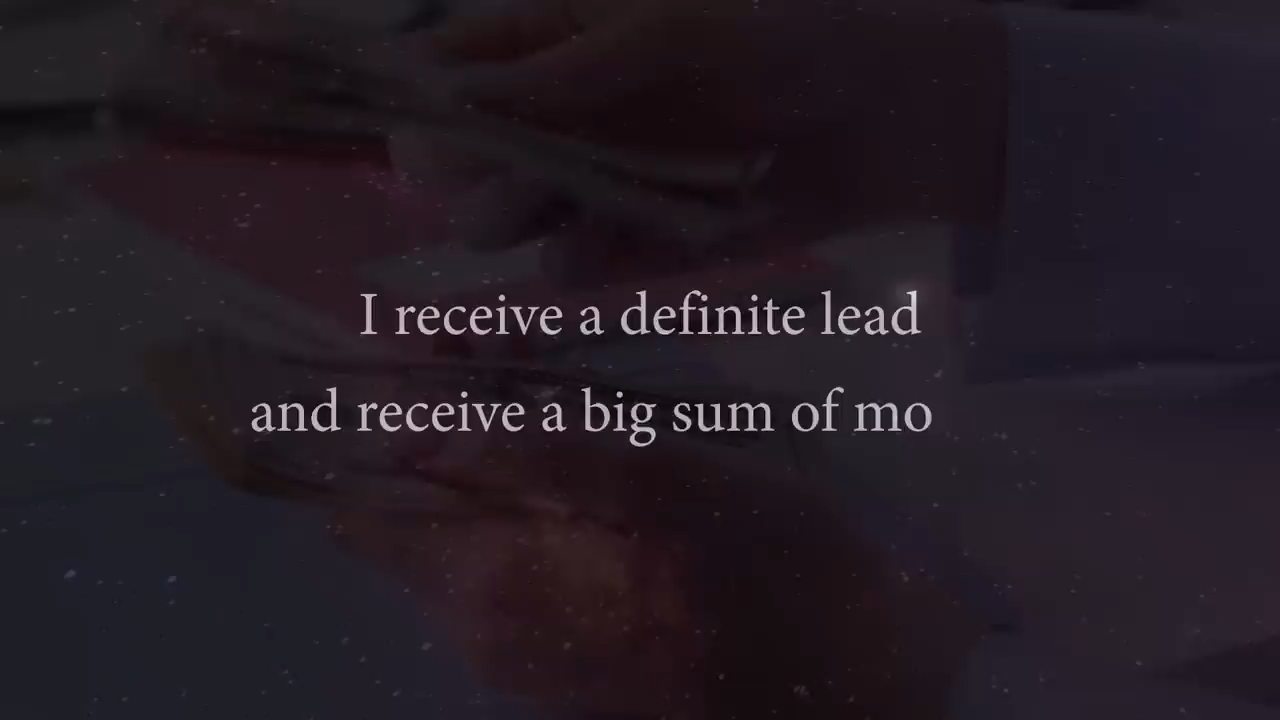 I receive a definite lead
and receive a big sum of mo